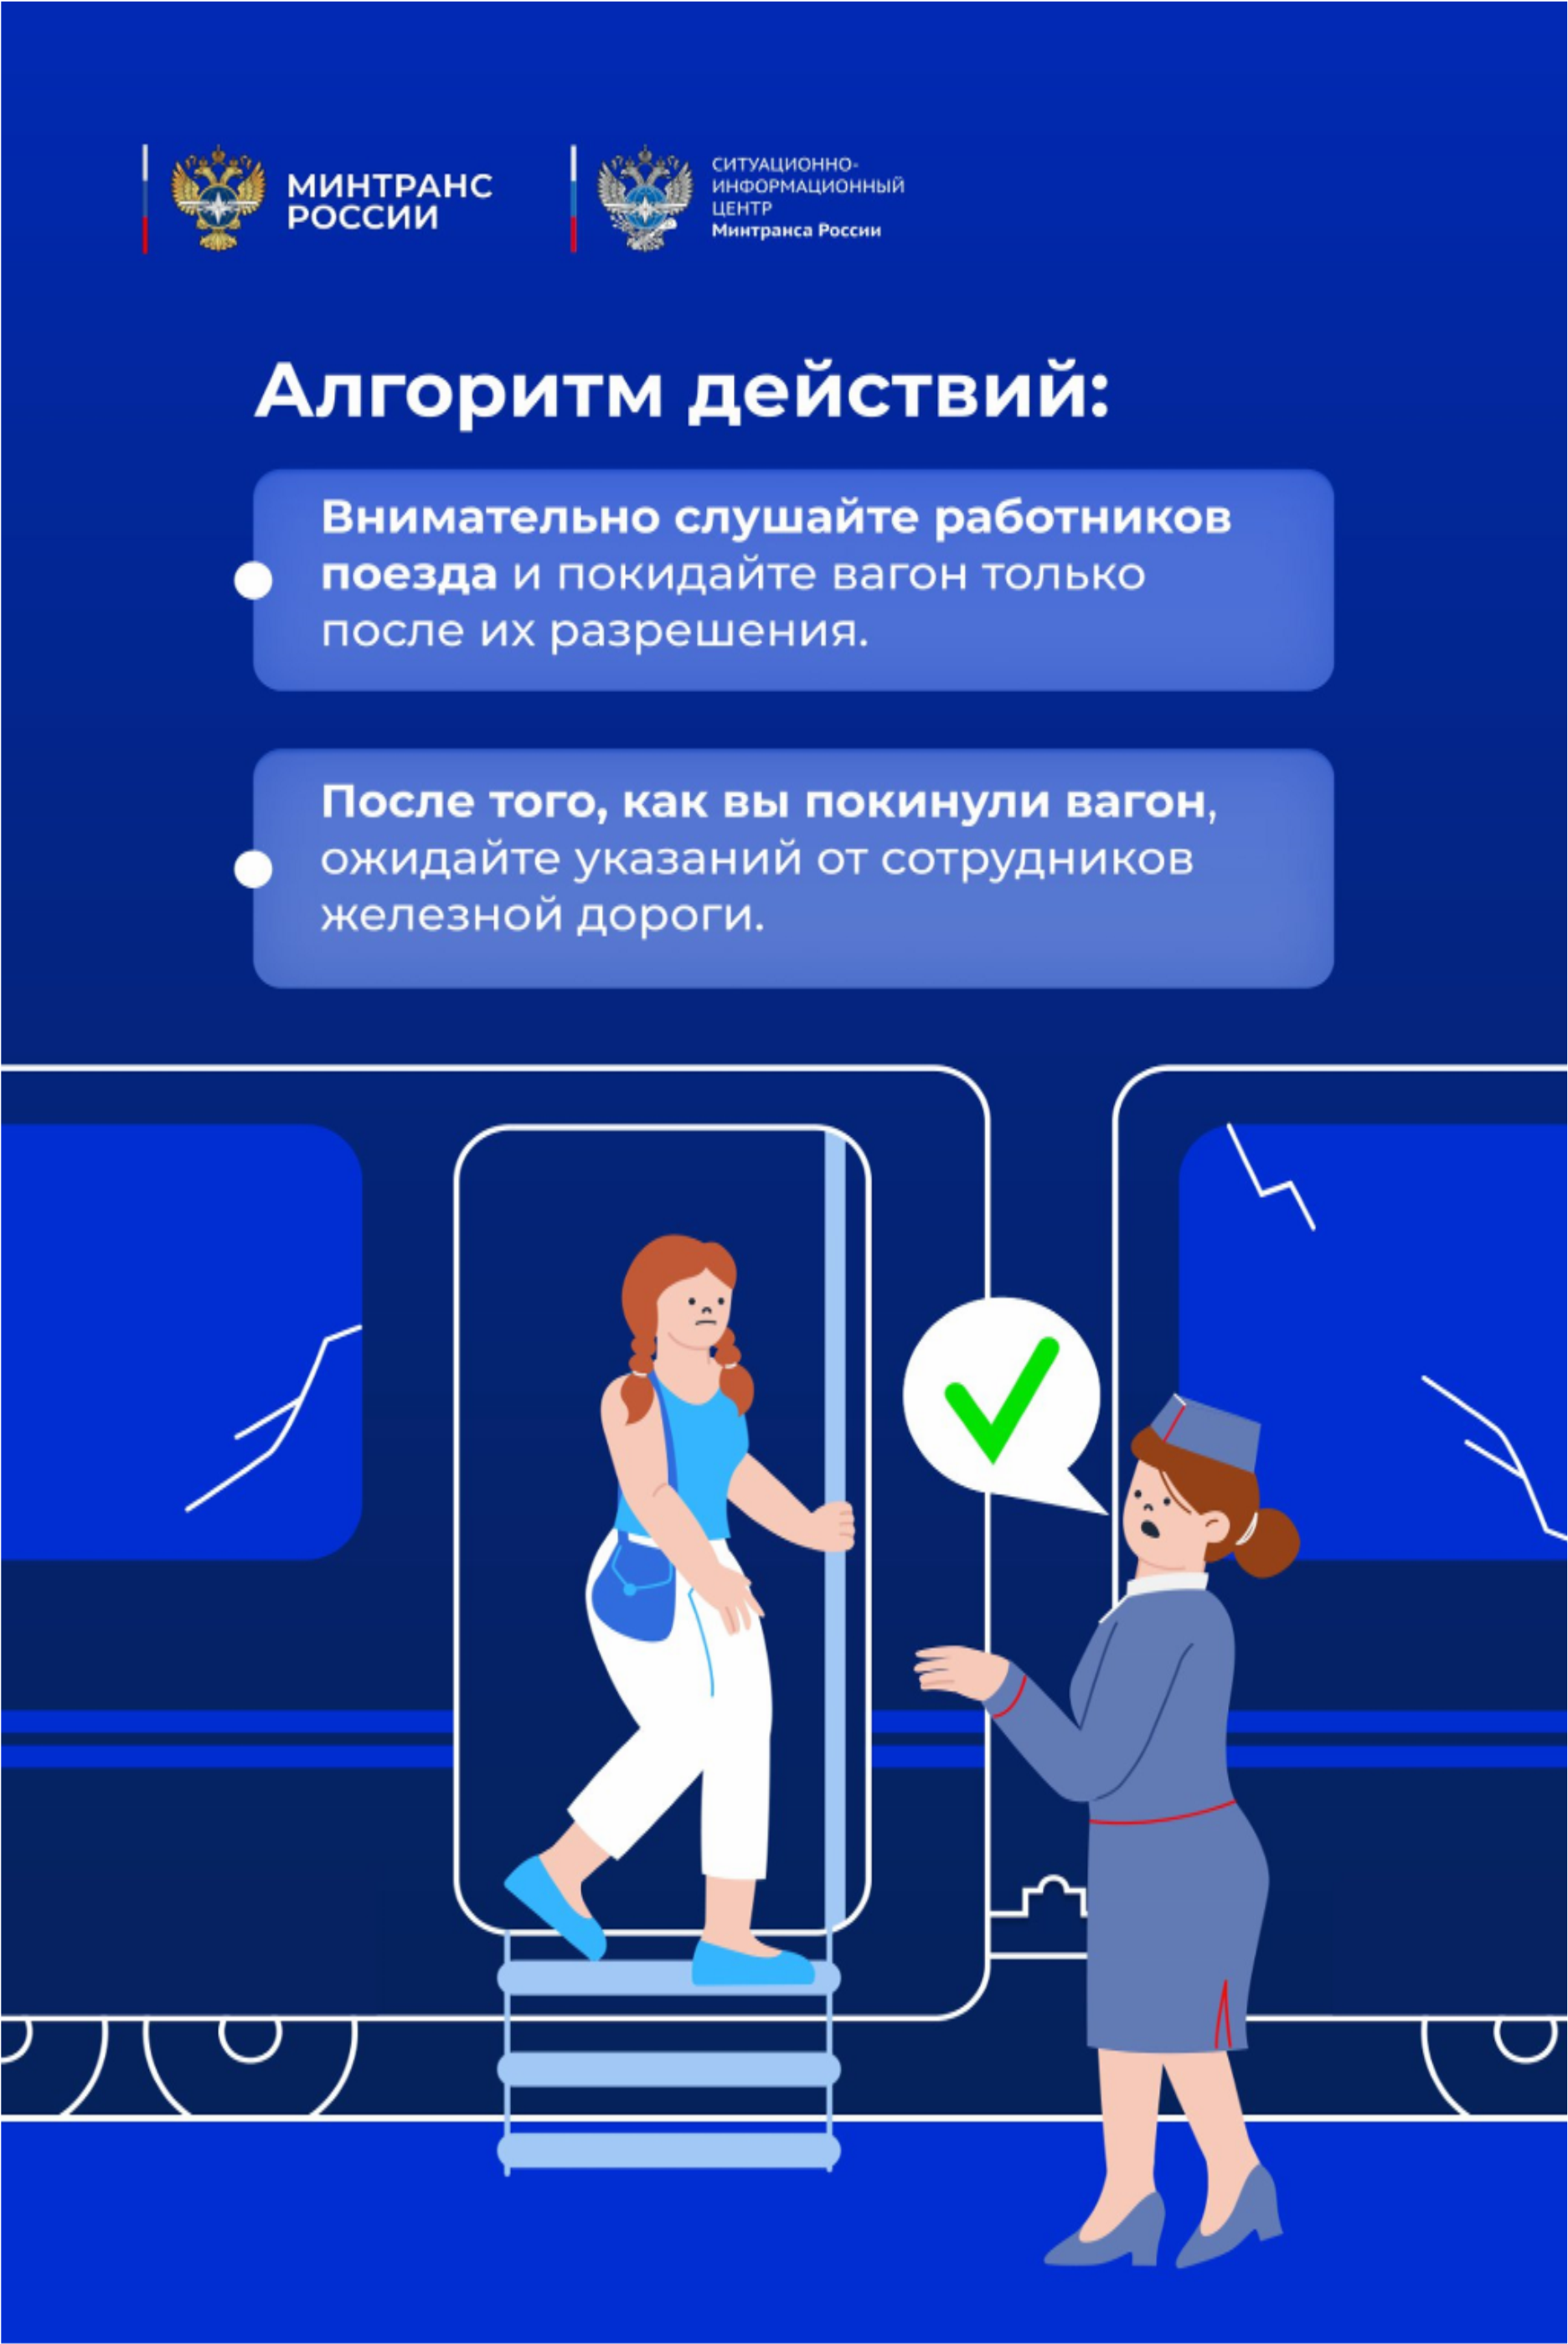 МИНТРАНС
РОССИИ
СИТУАЦИОННО-
ИНФОРМАЦИОННЫЙ
ЦЕНТР
Минтранса России
Алгоритм действий:
Внимательно слушайте работников
поезда и покидайте вагон только
после их разрешения.
После того, как вы покинули вагон,
ожидайте указаний от сотрудников
железной дороги.